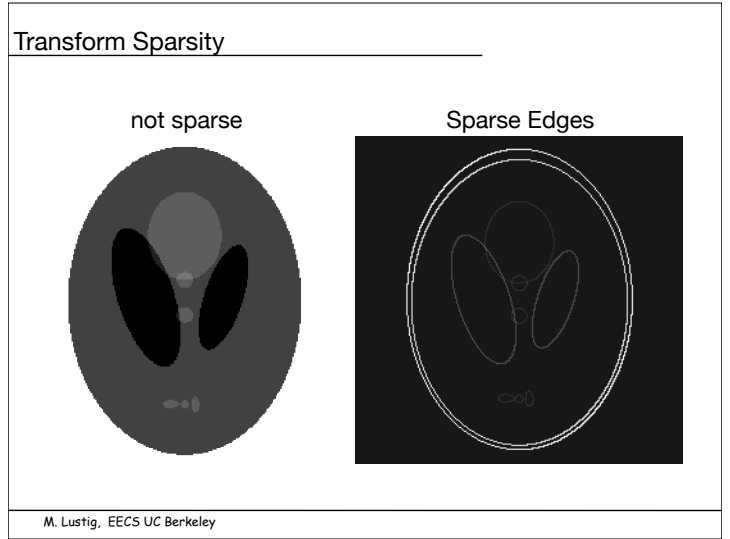 Transform Sparsity
not sparse
Sparse Edges
M. Lustig, EECS UC Berkeley